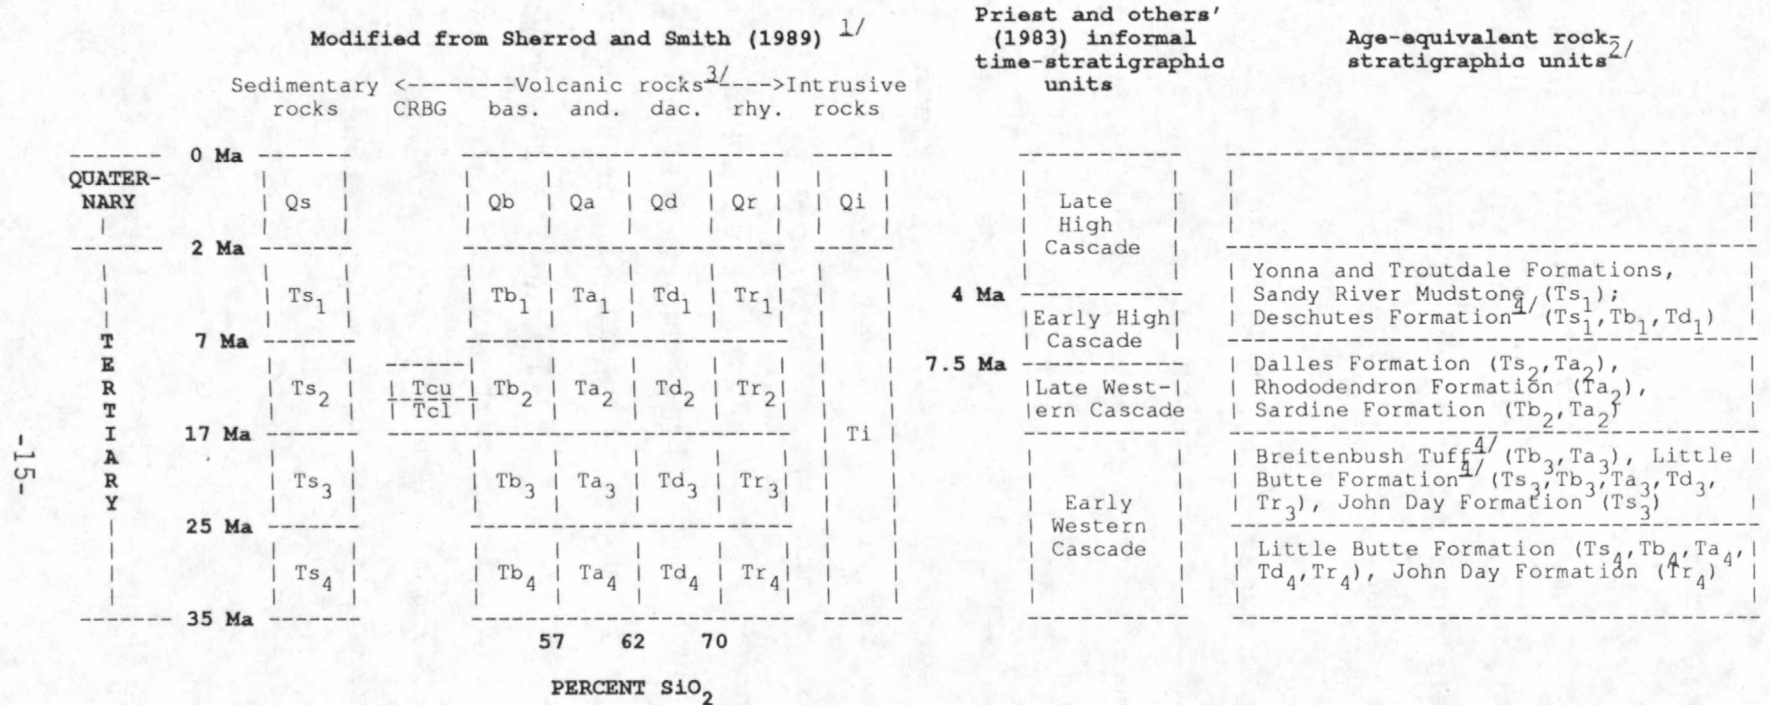 Modified from Sherrod and Smith (1989) 1/
Priest and others'
(1983) informal
time-stratigraphic
units
Age-equivalent rock-
stratigraphic units 2/
Sedimentary <-------Volcanic rocks 3/---->Intrusive
rocks CRBG bas. and. dac. rhy. rocks
0 Ma
QUATER-
NARY
Qs Qb Qa Qd Qr Qi
Late
High
Cascade
2 Ma
Ts1 Tb1 Ta1 Td1 Tr1
4 Ma
Early High
Cascade
Yonna and Troutdale Formations,
Sandy River Mudstone (Ts1);
Deschutes Formation 4/ (Ts1,Tb1,Td1)
7 Ma
7.5 Ma
TERTIARY
Ts2 Tcu Tb2 Ta2 Td2 Tr2
Tcl
Late West-
ern Cascade
Dalles Formation (Ts2,Ta2),
Rhododendron Formation (Ta2),
Sardine Formation (Tb2,Ta2)
17 Ma
Ti
Ts3 Tb3 Ta3 Td3 Tr3
Early
Western
Cascade
Breitenbush Tuff 4/ (Tb3,Ta3), Little
Butte Formation 4/ (Ts3,Tb3,Ta3,Td3,
Tr3), John Day Formation (Ts3)
25 Ma
Ts4 Tb4 Ta4 Td4 Tr4
Little Butte Formation (Ts4,Tb4,Ta4,
Td4,Tr4), John Day Formation (Tr4)
35 Ma
57 62 70
PERCENT SiO2
-15-